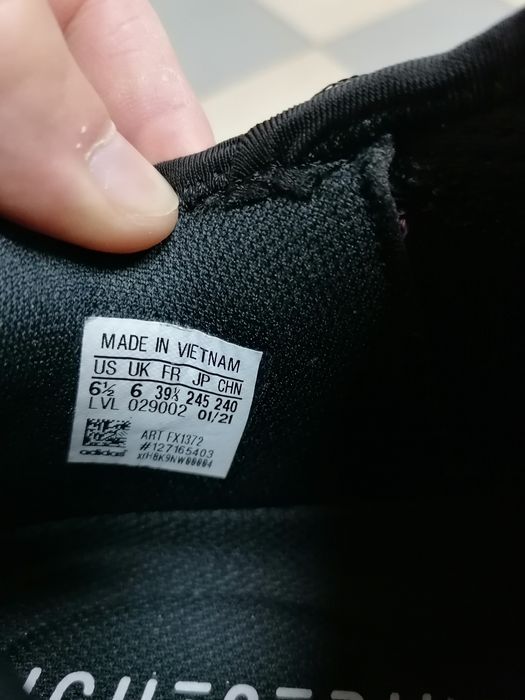 MADE IN VIETNAM
US UK FR JP CHN
6½ 6 39⅓ 245 240
LVL 029002 01/21
ART FX1372
#127165403
adidas